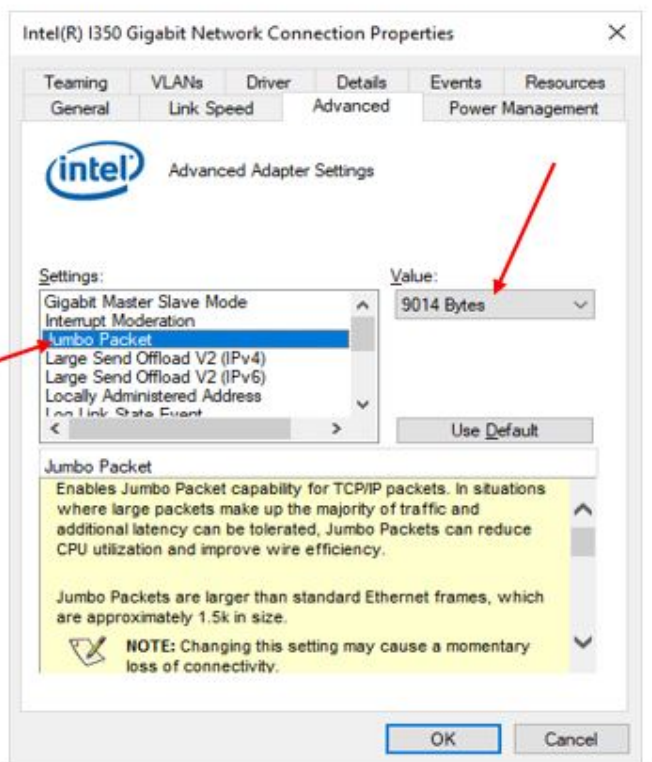 Intel(R) I350 Gigabit Network Connection Properties
Teaming VLANs Driver Details Events Resources
General Link Speed Advanced Power Management
intel
Advanced Adapter Settings
Settings:
Value:
Gigabit Master Slave Mode
9014 Bytes
Interrupt Moderation
Jumbo Packet
Large Send Offload V2 (IPv4)
Large Send Offload V2 (IPv6)
Locally Administered Address
Log Link State Event
Use Default
Jumbo Packet
Enables Jumbo Packet capability for TCP/IP packets. In situations
where large packets make up the majority of traffic and
additional latency can be tolerated, Jumbo Packets can reduce
CPU utilization and improve wire efficiency.
Jumbo Packets are larger than standard Ethernet frames, which
are approximately 1.5k in size.
NOTE: Changing this setting may cause a momentary
loss of connectivity.
OK Cancel